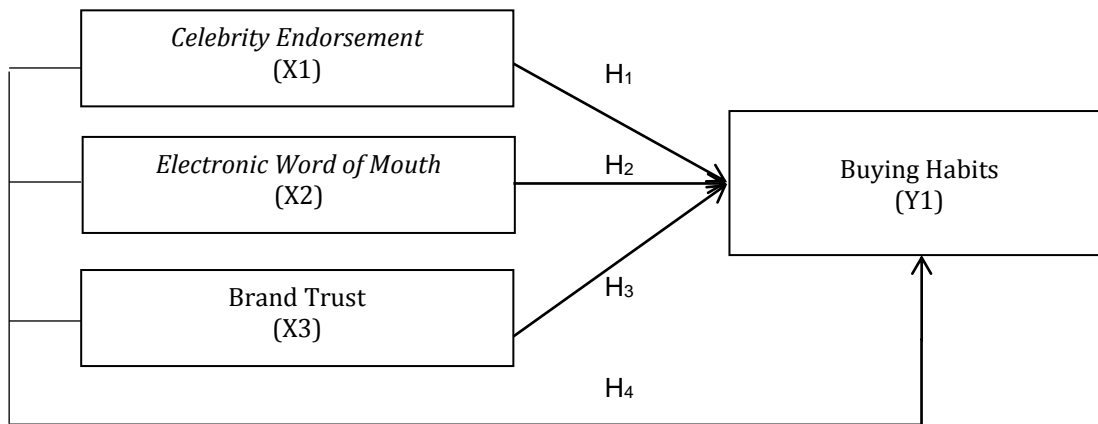 Celebrity Endorsement
(X1)
H₁
Electronic Word of Mouth
(X2)
H₂
Buying Habits
(Y1)
Brand Trust
(X3)
H₃
H₄